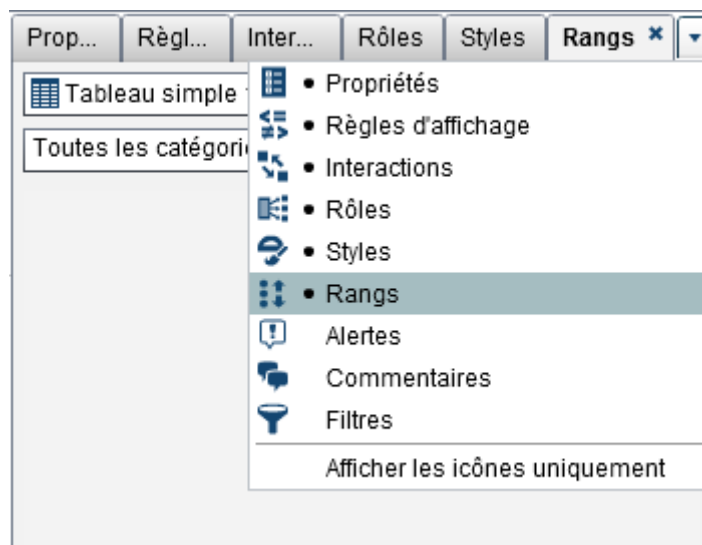 Prop... Règl... Inter... Rôles Styles Rangs
Tableau simple
Toutes les catégori
• Propriétés
• Règles d'affichage
• Interactions
• Rôles
• Styles
• Rangs
Alertes
Commentaires
Filtres
Afficher les icônes uniquement